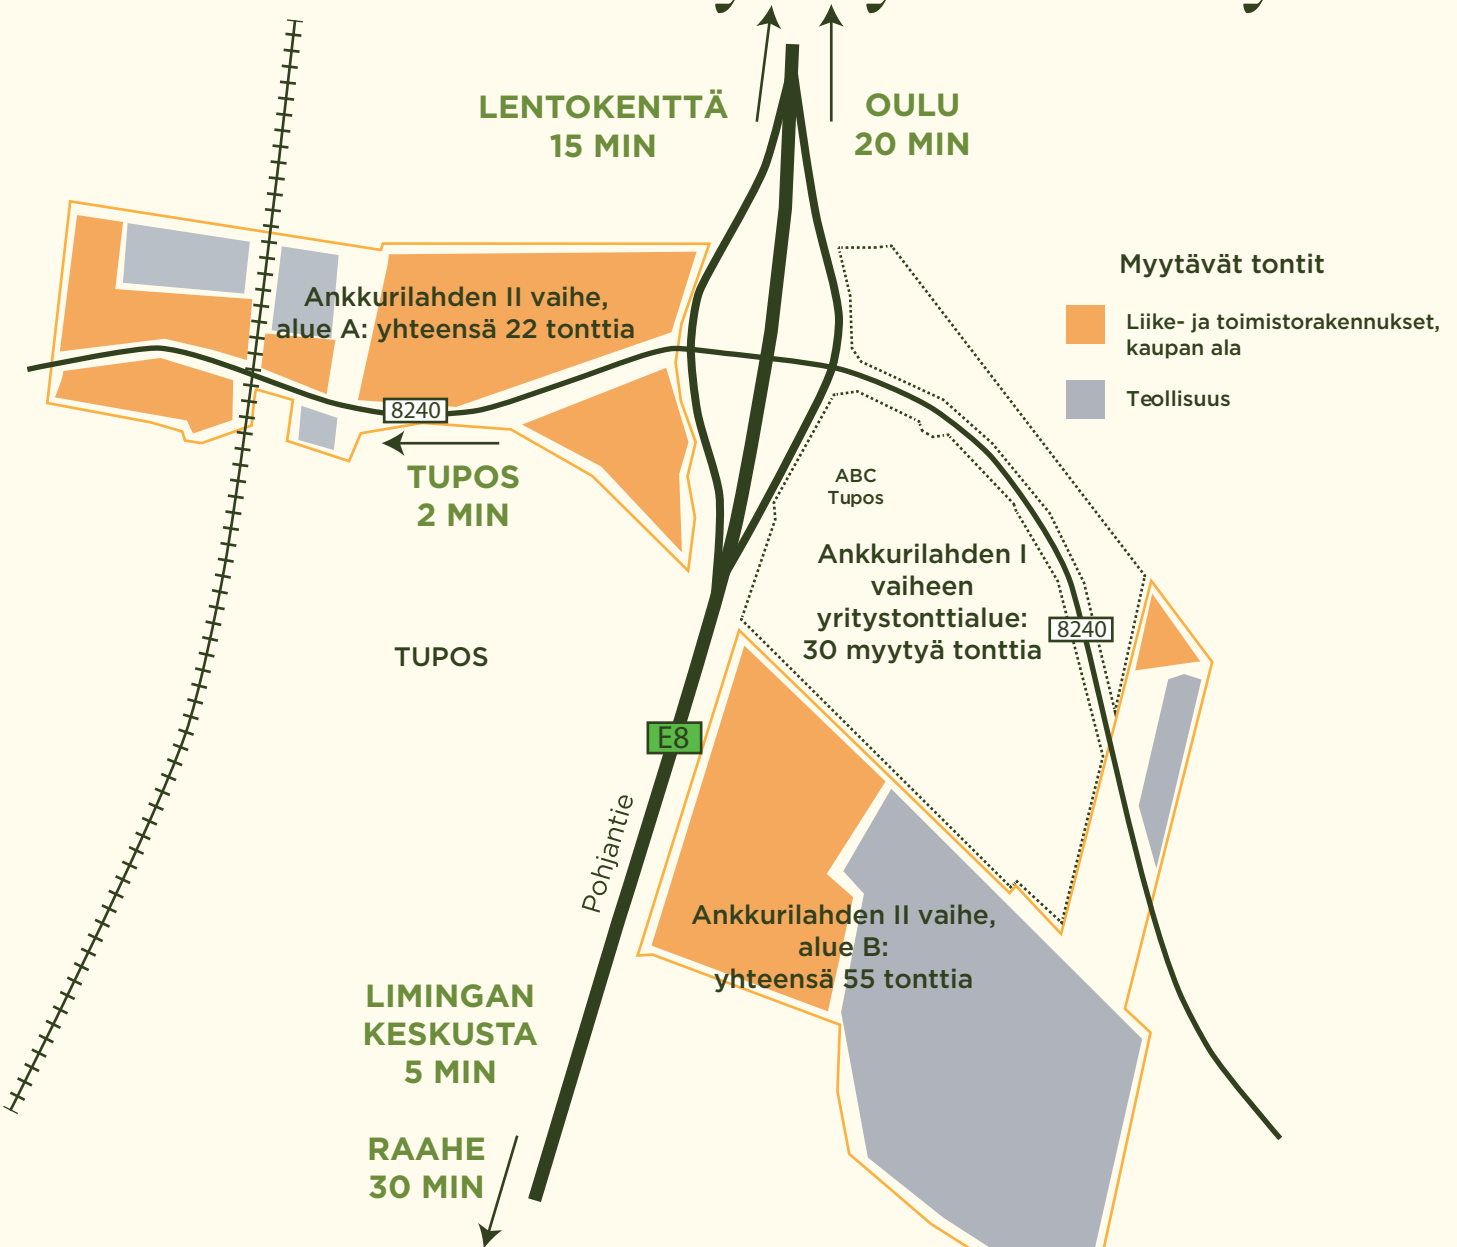 LENTOKENTTÄ
15 MIN
OULU
20 MIN
Myytävät tontit
Liike- ja toimistorakennukset,
kaupan ala
Teollisuus
Ankkurilahden II vaihe,
alue A: yhteensä 22 tonttia
8240
TUPOS
2 MIN
ABC
Tupos
Ankkurilahden I
vaiheen
yritystonttialue:
30 myytyä tonttia
8240
TUPOS
E8
Pohjantie
Ankkurilahden II vaihe,
alue B:
yhteensä 55 tonttia
LIMINGAN
KESKUSTA
5 MIN
RAAHE
30 MIN